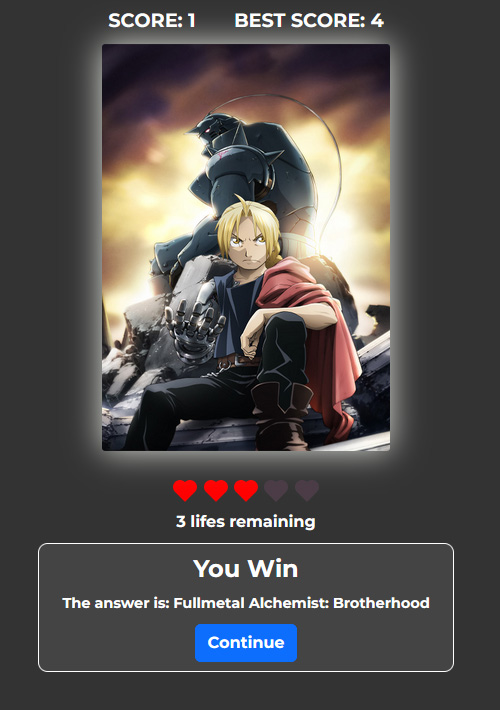 SCORE: 1 BEST SCORE: 4
3 lifes remaining
You Win
The answer is: Fullmetal Alchemist: Brotherhood
Continue